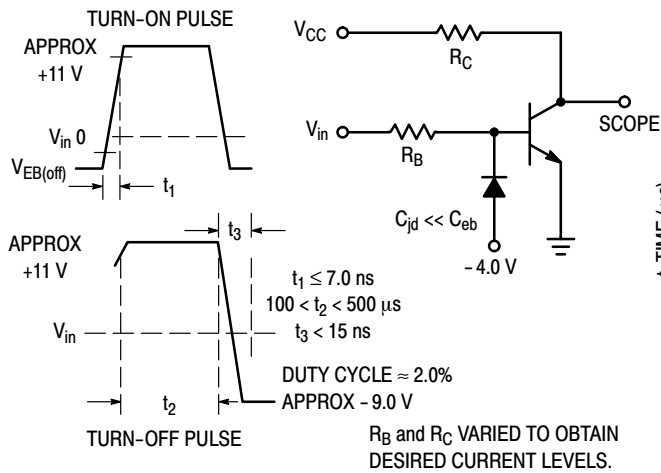 TURN-ON PULSE
APPROX
+11 V
V_in 0
V_EB(off)
t_1
V_CC
R_C
V_in
R_B
SCOPE
C_jd << C_eb
-4.0 V
t_3
APPROX
+11 V
t_1 ≤ 7.0 ns
100 < t_2 < 500 μs
t_3 < 15 ns
V_in
DUTY CYCLE ≈ 2.0%
t_2
APPROX -9.0 V
TURN-OFF PULSE
R_B and R_C VARIED TO OBTAIN
DESIRED CURRENT LEVELS.